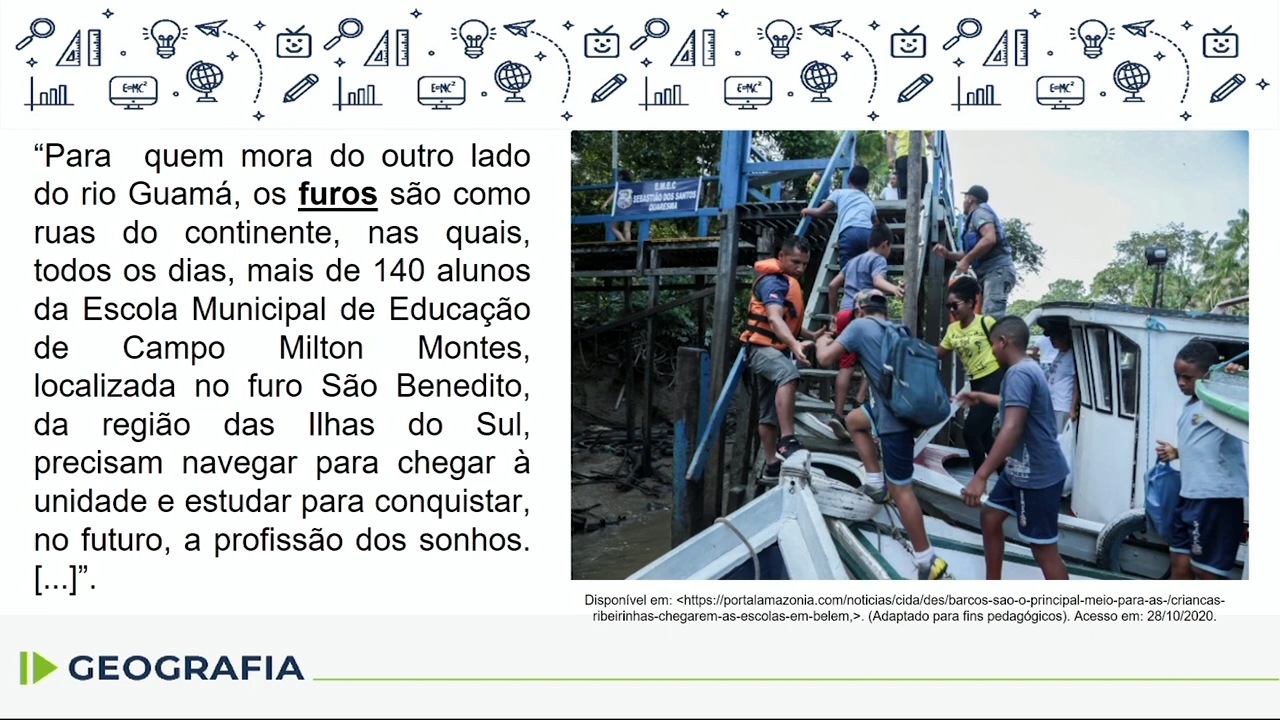 E=MC²
E=MC²
E=MC²
E=MC²
“Para quem mora do outro lado
do rio Guamá, os furos são como
ruas do continente, nas quais,
todos os dias, mais de 140 alunos
da Escola Municipal de Educação
de Campo Milton Montes,
localizada no furo São Benedito,
da região das Ilhas do Sul,
precisam navegar para chegar à
unidade e estudar para conquistar,
no futuro, a profissão dos sonhos.
[...]”.
E.M.E.C
SEBASTIÃO DOS SANTOS
QUARESMA
Disponível em: <https://portalamazonia.com/noticias/cida/des/barcos-sao-o-principal-meio-para-as-/criancas-
ribeirinhas-chegarem-as-escolas-em-belem,>. (Adaptado para fins pedagógicos). Acesso em: 28/10/2020.
GEOGRAFIA